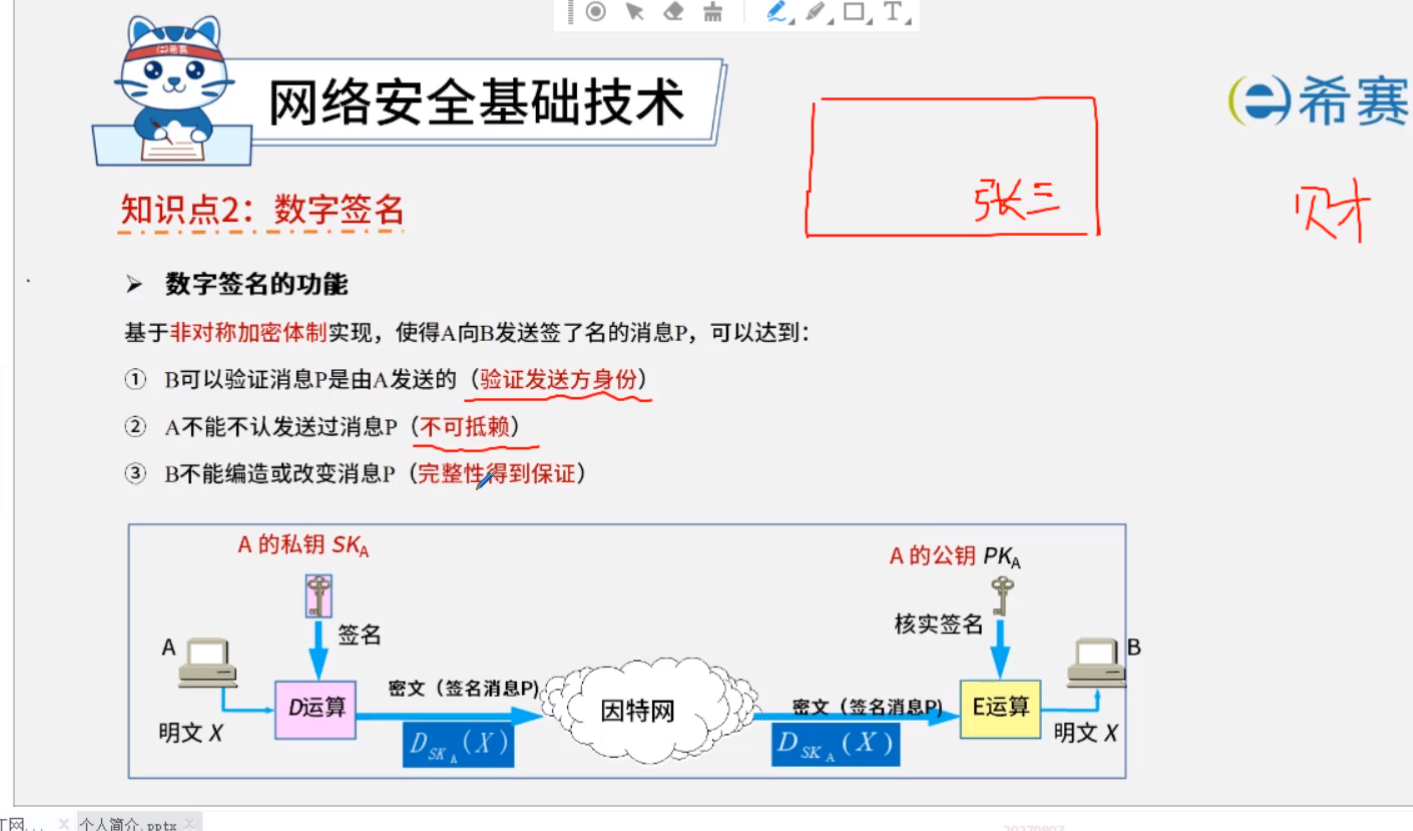 希赛
网络安全基础技术
希赛
张三
财
知识点2：数字签名
➢ 数字签名的功能
基于非对称加密体制实现，使得A向B发送签了名的消息P，可以达到：
① B可以验证消息P是由A发送的（验证发送方身份）
② A不能不认发送过消息P（不可抵赖）
③ B不能编造或改变消息P（完整性得到保证）
A 的私钥 SKA
A 的公钥 PKA
签名
核实签名
A
B
D运算
密文（签名消息P)
因特网
密文（签名消息P)
E运算
明文 X
DSKA(X)
DSKA(X)
明文 X
个人简介.pptx